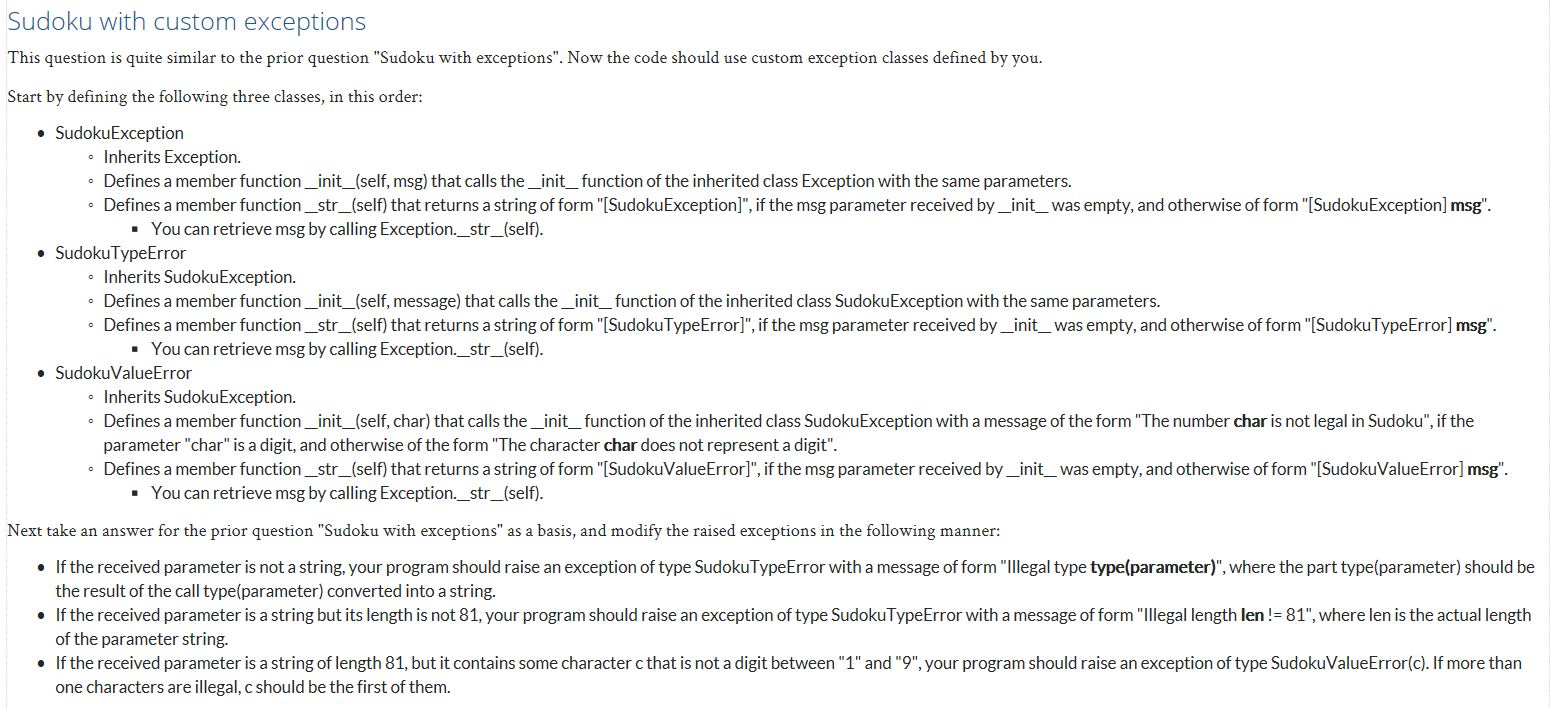 Sudoku with custom exceptions
This question is quite similar to the prior question "Sudoku with exceptions". Now the code should use custom exception classes defined by you.
Start by defining the following three classes, in this order:
• SudokuException
◦ Inherits Exception.
◦ Defines a member function __init__(self, msg) that calls the __init__ function of the inherited class Exception with the same parameters.
◦ Defines a member function __str__(self) that returns a string of form "[SudokuException]", if the msg parameter received by __init__ was empty, and otherwise of form "[SudokuException] msg".
▪ You can retrieve msg by calling Exception.__str__(self).
• SudokuTypeError
◦ Inherits SudokuException.
◦ Defines a member function __init__(self, message) that calls the __init__ function of the inherited class SudokuException with the same parameters.
◦ Defines a member function __str__(self) that returns a string of form "[SudokuTypeError]", if the msg parameter received by __init__ was empty, and otherwise of form "[SudokuTypeError] msg".
▪ You can retrieve msg by calling Exception.__str__(self).
• SudokuValueError
◦ Inherits SudokuException.
◦ Defines a member function __init__(self, char) that calls the __init__ function of the inherited class SudokuException with a message of the form "The number char is not legal in Sudoku", if the
parameter "char" is a digit, and otherwise of the form "The character char does not represent a digit".
◦ Defines a member function __str__(self) that returns a string of form "[SudokuValueError]", if the msg parameter received by __init__ was empty, and otherwise of form "[SudokuValueError] msg".
▪ You can retrieve msg by calling Exception.__str__(self).
Next take an answer for the prior question "Sudoku with exceptions" as a basis, and modify the raised exceptions in the following manner:
• If the received parameter is not a string, your program should raise an exception of type SudokuTypeError with a message of form "Illegal type type(parameter)", where the part type(parameter) should be
the result of the call type(parameter) converted into a string.
• If the received parameter is a string but its length is not 81, your program should raise an exception of type SudokuTypeError with a message of form "Illegal length len != 81", where len is the actual length
of the parameter string.
• If the received parameter is a string of length 81, but it contains some character c that is not a digit between "1" and "9", your program should raise an exception of type SudokuValueError(c). If more than
one characters are illegal, c should be the first of them.